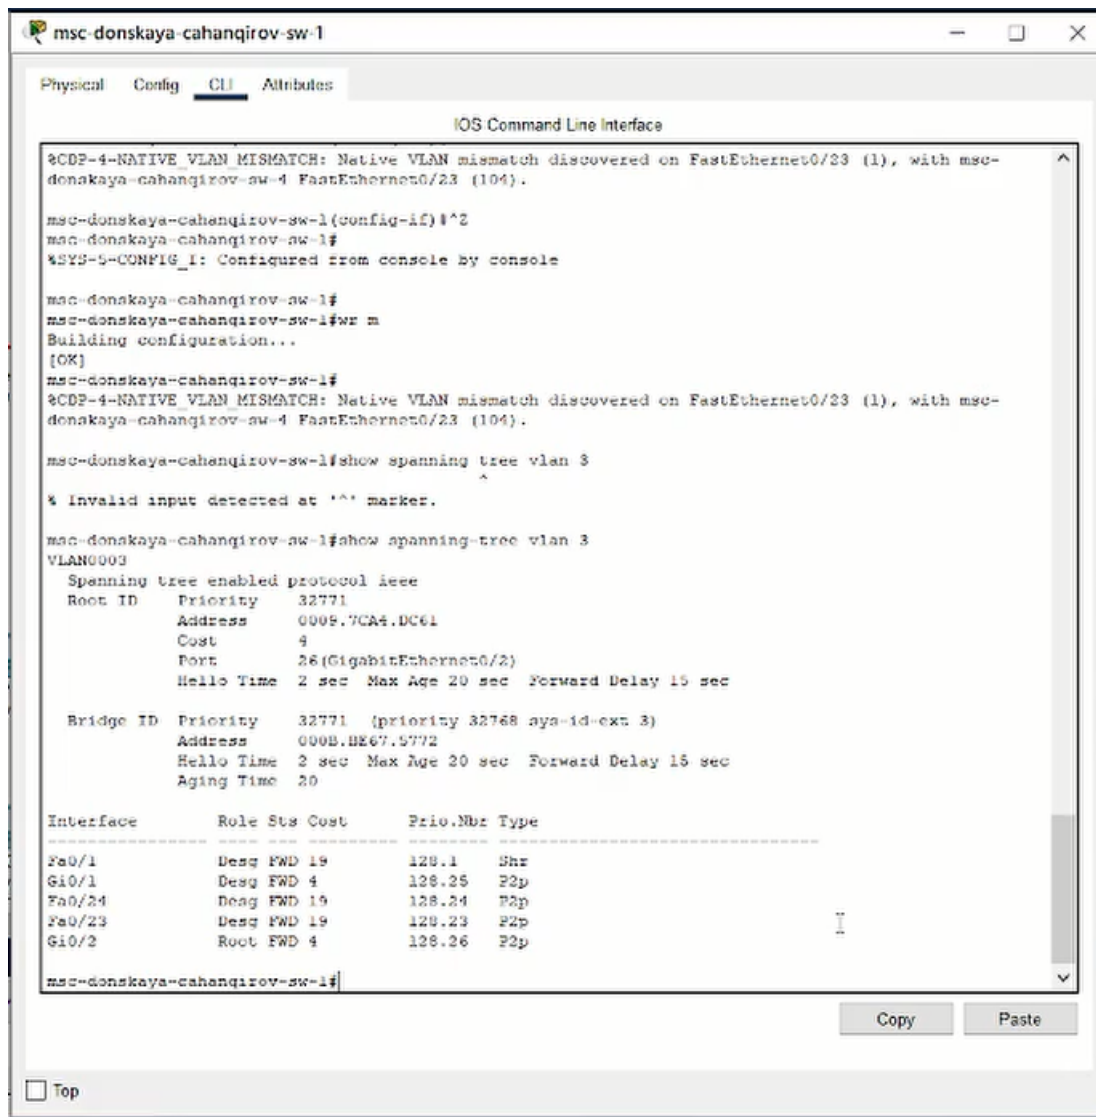 msc-donskaya-cahangirov-sw-1
Physical Config CLI Attributes
IOS Command Line Interface
%CDP-4-NATIVE_VLAN_MISMATCH: Native VLAN mismatch discovered on FastEthernet0/23 (1), with msc-
donskaya-cahangirov-sw-4 FastEthernet0/23 (104).
msc-donskaya-cahangirov-sw-1(config-if)#^Z
msc-donskaya-cahangirov-sw-1#
%SYS-5-CONFIG_I: Configured from console by console
msc-donskaya-cahangirov-sw-1#
msc-donskaya-cahangirov-sw-1#wr m
Building configuration...
[OK]
msc-donskaya-cahangirov-sw-1#
%CDP-4-NATIVE_VLAN_MISMATCH: Native VLAN mismatch discovered on FastEthernet0/23 (1), with msc-
donskaya-cahangirov-sw-4 FastEthernet0/23 (104).
msc-donskaya-cahangirov-sw-1#show spanning tree vlan 3
^
% Invalid input detected at '^' marker.
msc-donskaya-cahangirov-sw-1#show spanning-tree vlan 3
VLAN0003
Spanning tree enabled protocol ieee
Root ID Priority 32771
Address 0009.7CA4.DC61
Cost 4
Port 26(GigabitEthernet0/2)
Hello Time 2 sec Max Age 20 sec Forward Delay 15 sec
Bridge ID Priority 32771 (priority 32768 sys-id-ext 3)
Address 000B.BE67.5772
Hello Time 2 sec Max Age 20 sec Forward Delay 15 sec
Aging Time 20
Interface Role Sts Cost Prio.Nbr Type
---------------- ---- --- --------- -------- --------------------------------
Fa0/1 Desg FWD 19 128.1 Shr
Gi0/1 Desg FWD 4 128.25 P2p
Fa0/24 Desg FWD 19 128.24 P2p
Fa0/23 Desg FWD 19 128.23 P2p
Gi0/2 Root FWD 4 128.26 P2p
msc-donskaya-cahangirov-sw-1#
Copy Paste
Top